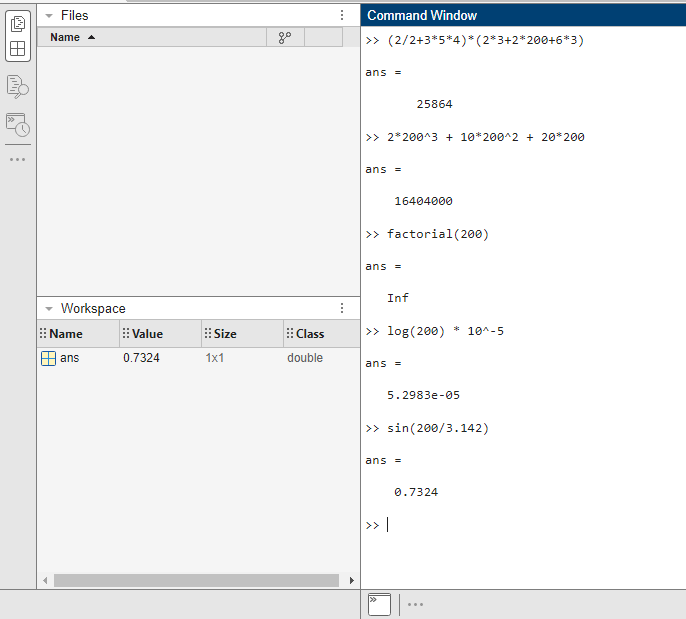 Files
Name
Workspace
Name Value Size Class
ans 0.7324 1x1 double
Command Window
>> (2/2+3*5*4)*(2*3+2*200+6*3)
ans =
25864
>> 2*200^3 + 10*200^2 + 20*200
ans =
16404000
>> factorial(200)
ans =
Inf
>> log(200) * 10^-5
ans =
5.2983e-05
>> sin(200/3.142)
ans =
0.7324
>>